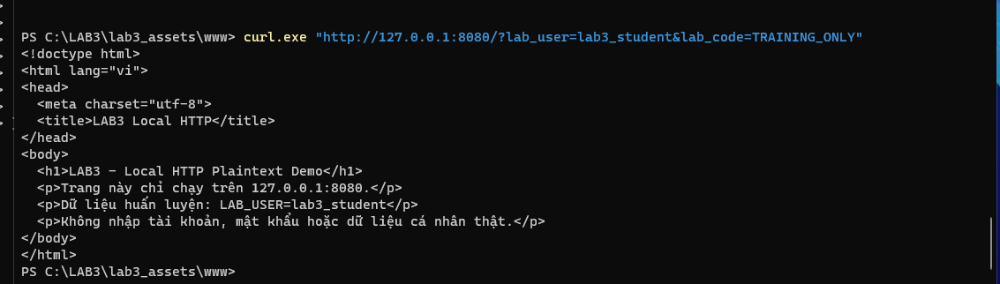 PS C:\LAB3\lab3_assets\www> curl.exe "http://127.0.0.1:8080/?lab_user=lab3_student&lab_code=TRAINING_ONLY"
<!doctype html>
<html lang="vi">
<head>
  <meta charset="utf-8">
  <title>LAB3 Local HTTP</title>
</head>
<body>
  <h1>LAB3 - Local HTTP Plaintext Demo</h1>
  <p>Trang này chỉ chạy trên 127.0.0.1:8080.</p>
  <p>Dữ liệu huấn luyện: LAB_USER=lab3_student</p>
  <p>Không nhập tài khoản, mật khẩu hoặc dữ liệu cá nhân thật.</p>
</body>
</html>
PS C:\LAB3\lab3_assets\www>